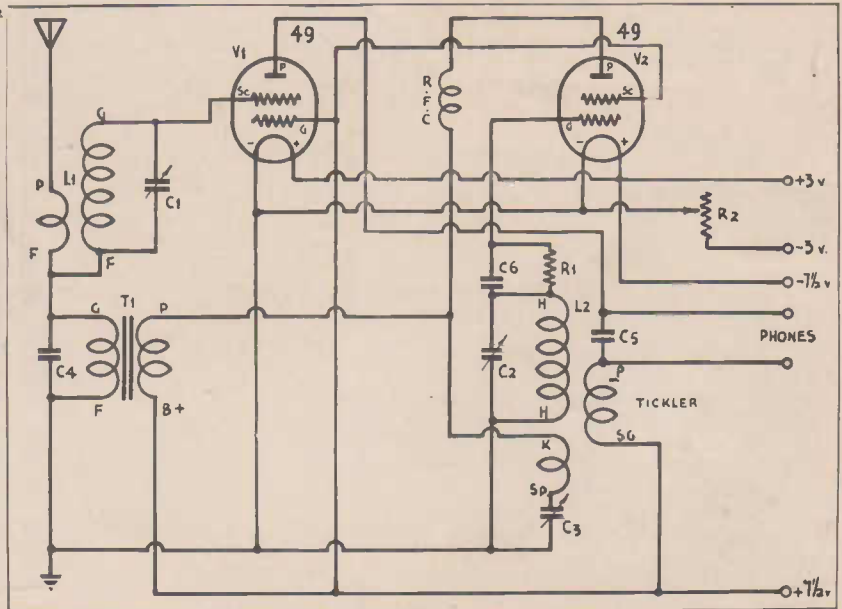 49
49
V1
V2
P
P
Sc
Sc
G
G
- +
- +
R.F.C
G
P
L1
C1
F
F
+3 v
R2
-3 v.
-7½ v
C6
R1
H
L2
PHONES
C5
G
T1
P
C4
C2
P
TICKLER
F
B+
H
SG
K
Sp
C3
+7½ v